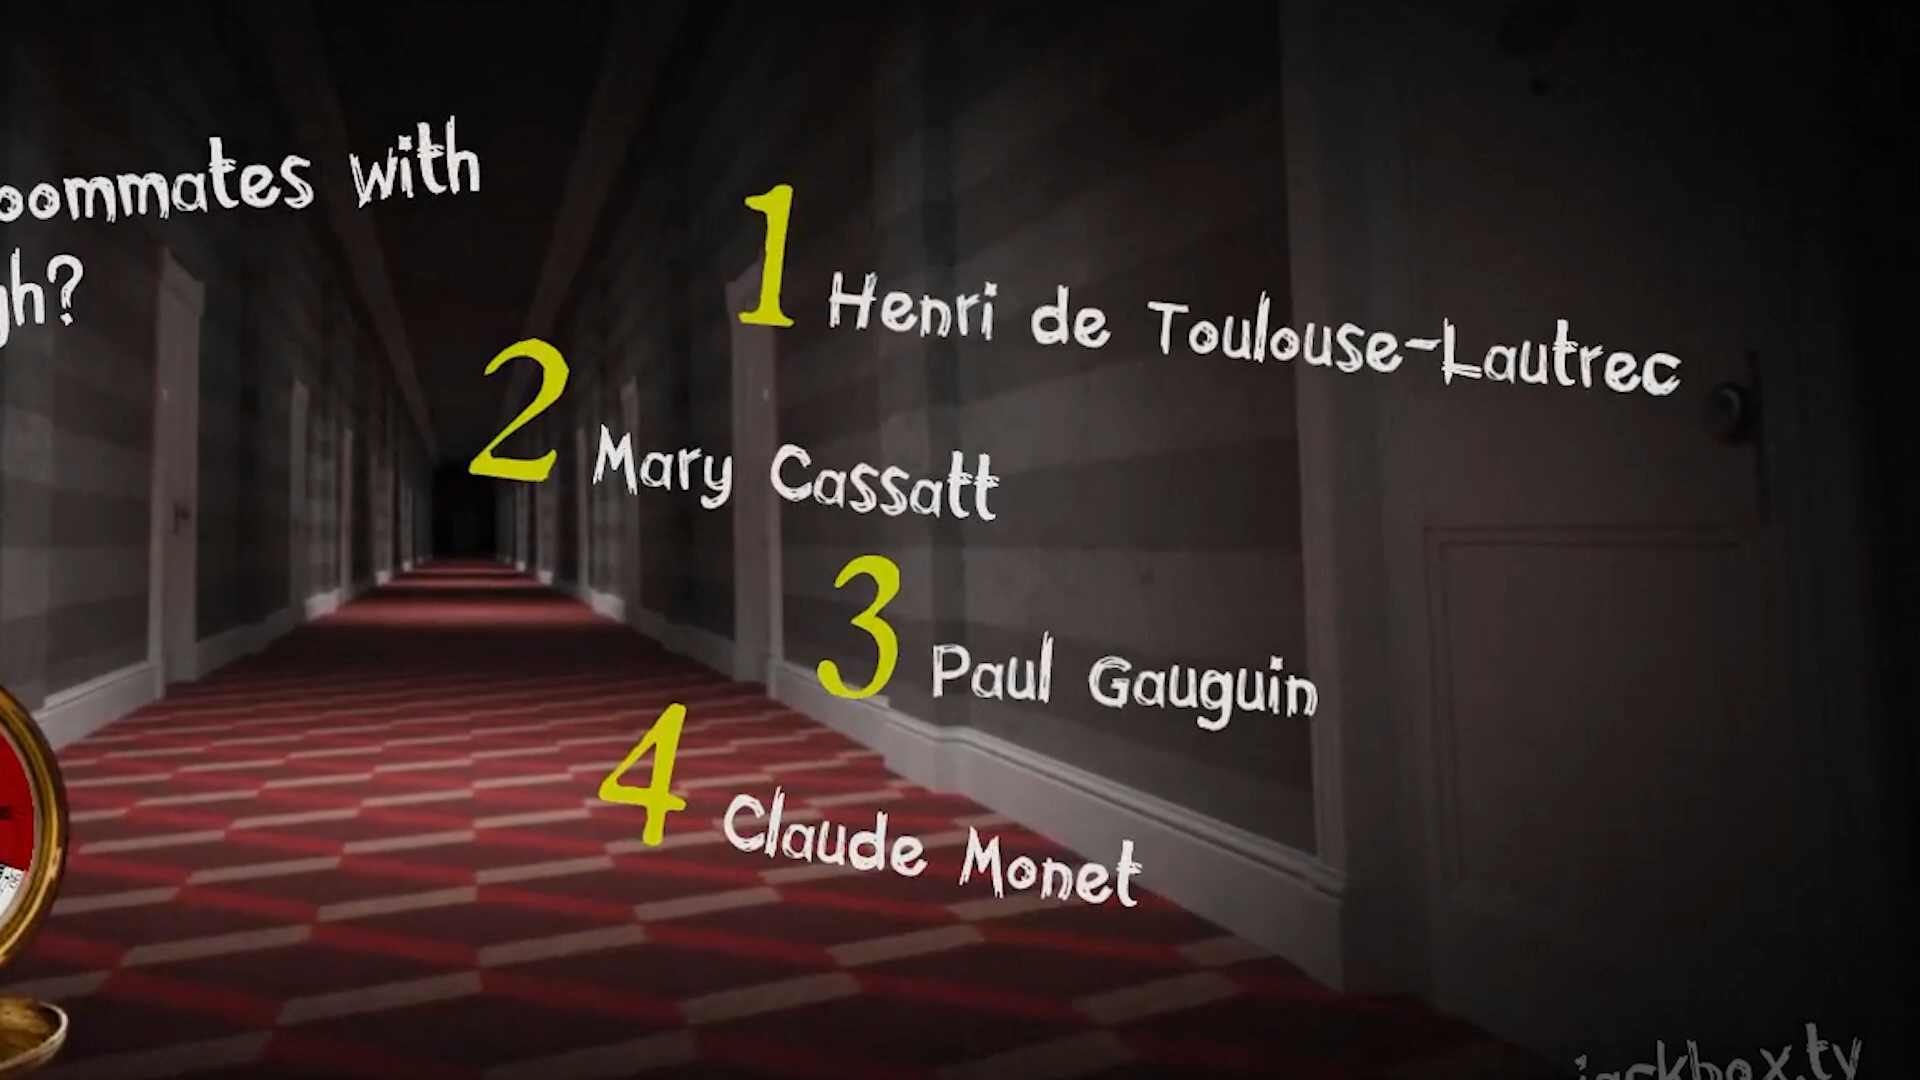 oommates with
gh?
1 Henri de Toulouse-Lautrec
2 Mary Cassatt
3 Paul Gauguin
4 Claude Monet
jackbox.tv